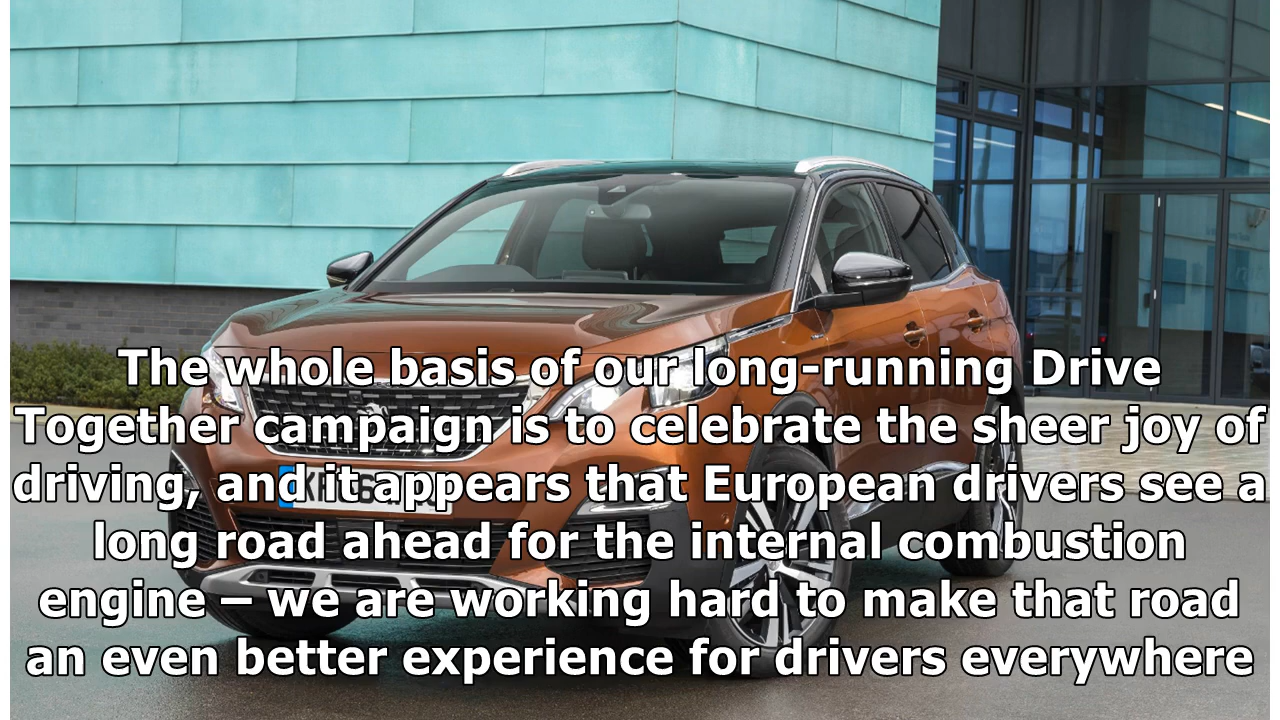 The whole basis of our long-running Drive
Together campaign is to celebrate the sheer joy of
driving, and it appears that European drivers see a
long road ahead for the internal combustion
engine – we are working hard to make that road
an even better experience for drivers everywhere